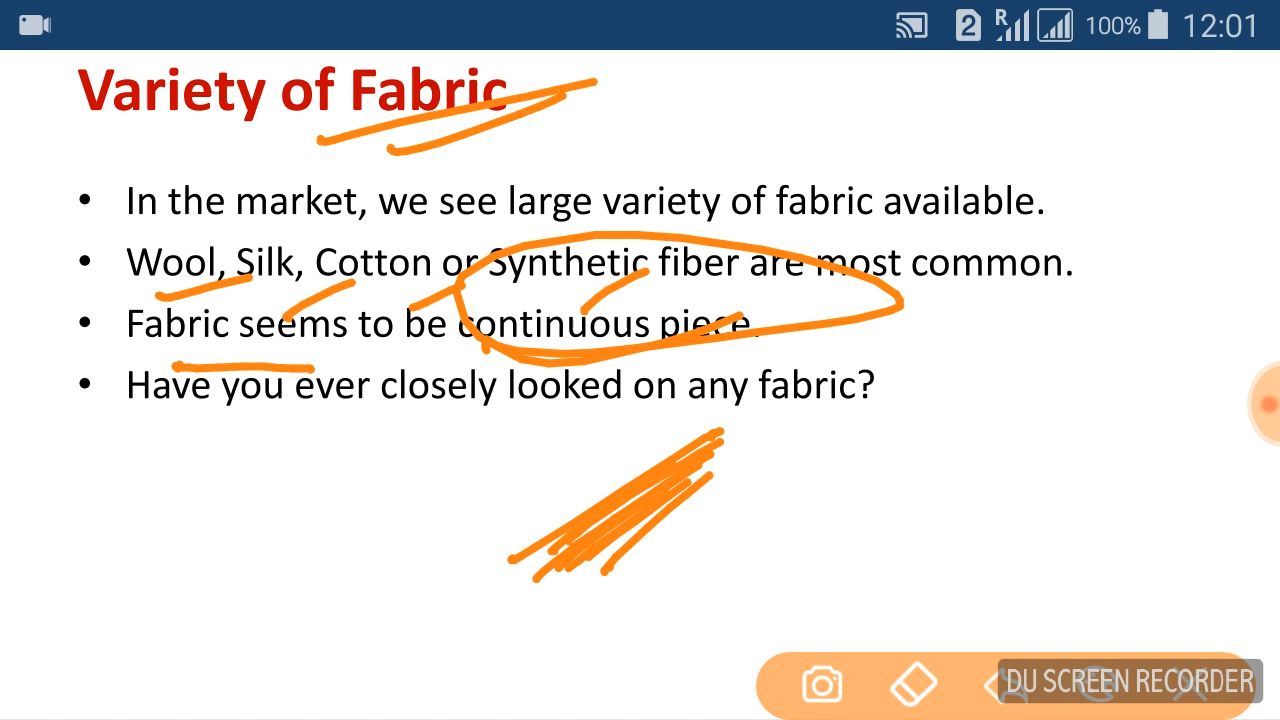 R
2
100%
12:01
Variety of Fabric
• In the market, we see large variety of fabric available.
• Wool, Silk, Cotton or Synthetic fiber are most common.
• Fabric seems to be continuous piece.
• Have you ever closely looked on any fabric?
DU SCREEN RECORDER